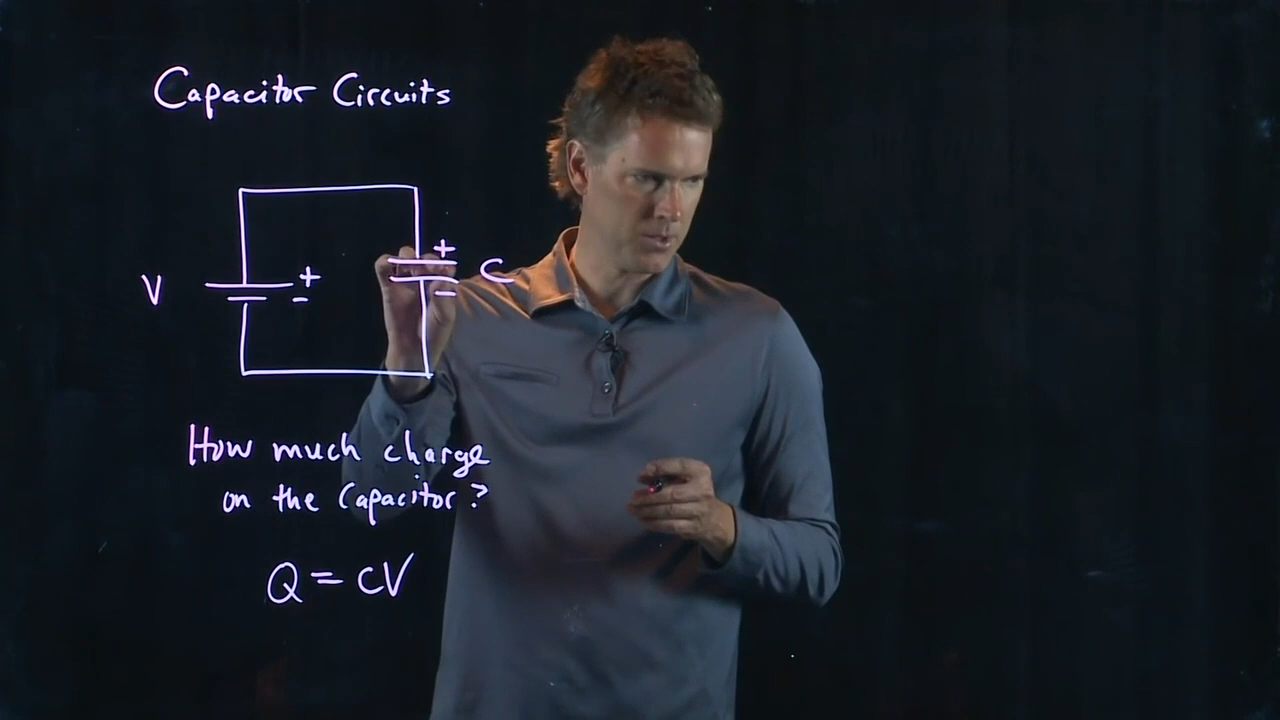 Capacitor Circuits
+
V + - C
-
How much charge
on the Capacitor?
Q = CV